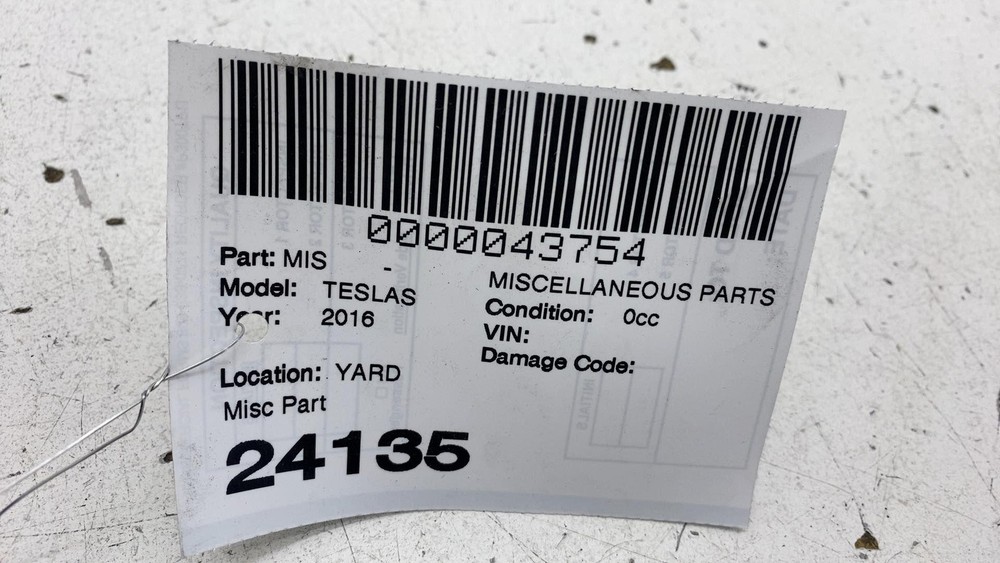 0000043754
Part: MIS -
MISCELLANEOUS PARTS
Model: TESLAS
Condition: 0cc
Year: 2016
VIN:
Damage Code:
Location: YARD
Misc Part
24135